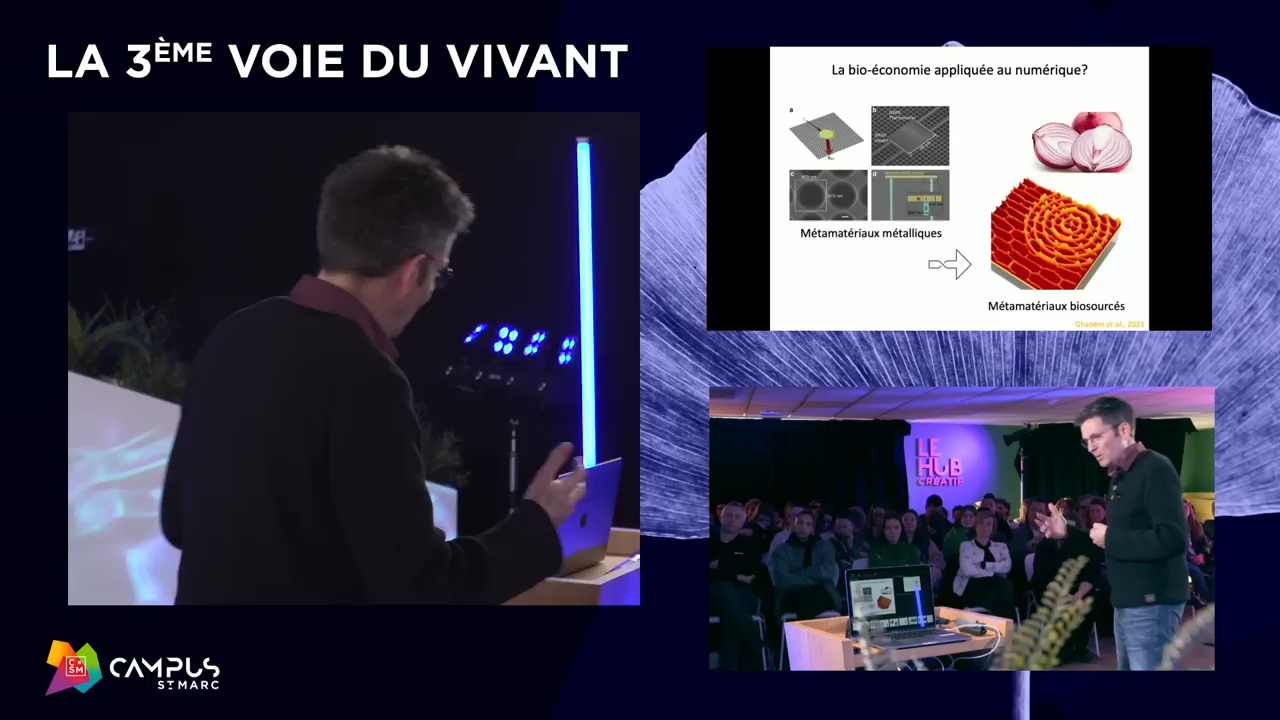 LA 3ÈME VOIE DU VIVANT
La bio-économie appliquée au numérique?
a
b
c
d
Métamatériaux métalliques
Métamatériaux biosourcés
Ghanem et al., 2021
LE
HUB
CRÉATIF
CSM
CAMPUS
ST MARC